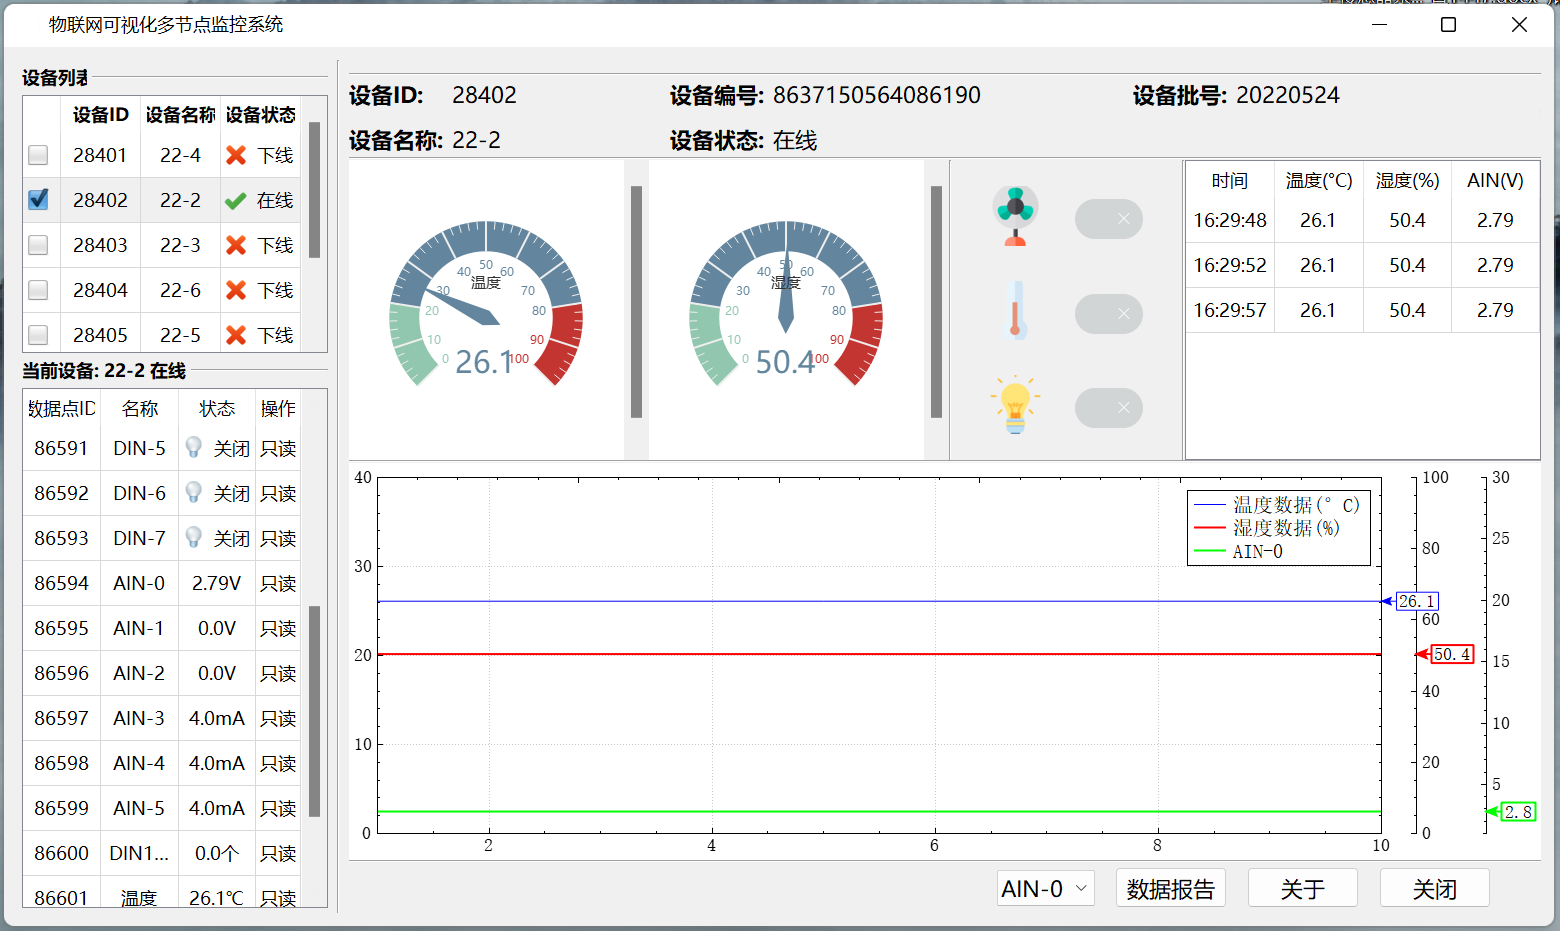 物联网可视化多节点监控系统
设备列表
设备ID 设备名称 设备状态
28401 22-4 下线
28402 22-2 在线
28403 22-3 下线
28404 22-6 下线
28405 22-5 下线
当前设备: 22-2 在线
数据点ID 名称 状态 操作
86591 DIN-5 关闭 只读
86592 DIN-6 关闭 只读
86593 DIN-7 关闭 只读
86594 AIN-0 2.79V 只读
86595 AIN-1 0.0V 只读
86596 AIN-2 0.0V 只读
86597 AIN-3 4.0mA 只读
86598 AIN-4 4.0mA 只读
86599 AIN-5 4.0mA 只读
86600 DIN1... 0.0个 只读
86601 温度 26.1℃ 只读
设备ID: 28402 设备编号: 8637150564086190 设备批号: 20220524
设备名称: 22-2 设备状态: 在线
0 10 20 30 40 50 60 70 80 90 100
温度
26.1
0 10 20 30 40 50 60 70 80 90 100
湿度
50.4
时间 温度(°C) 湿度(%) AIN(V)
16:29:48 26.1 50.4 2.79
16:29:52 26.1 50.4 2.79
16:29:57 26.1 50.4 2.79
40
30
20
10
0
2 4 6 8 10
温度数据(° C)
湿度数据(%)
AIN-0
100
80
60
40
20
0
30
25
20
15
10
5
26.1
50.4
2.8
AIN-0 数据报告 关于 关闭